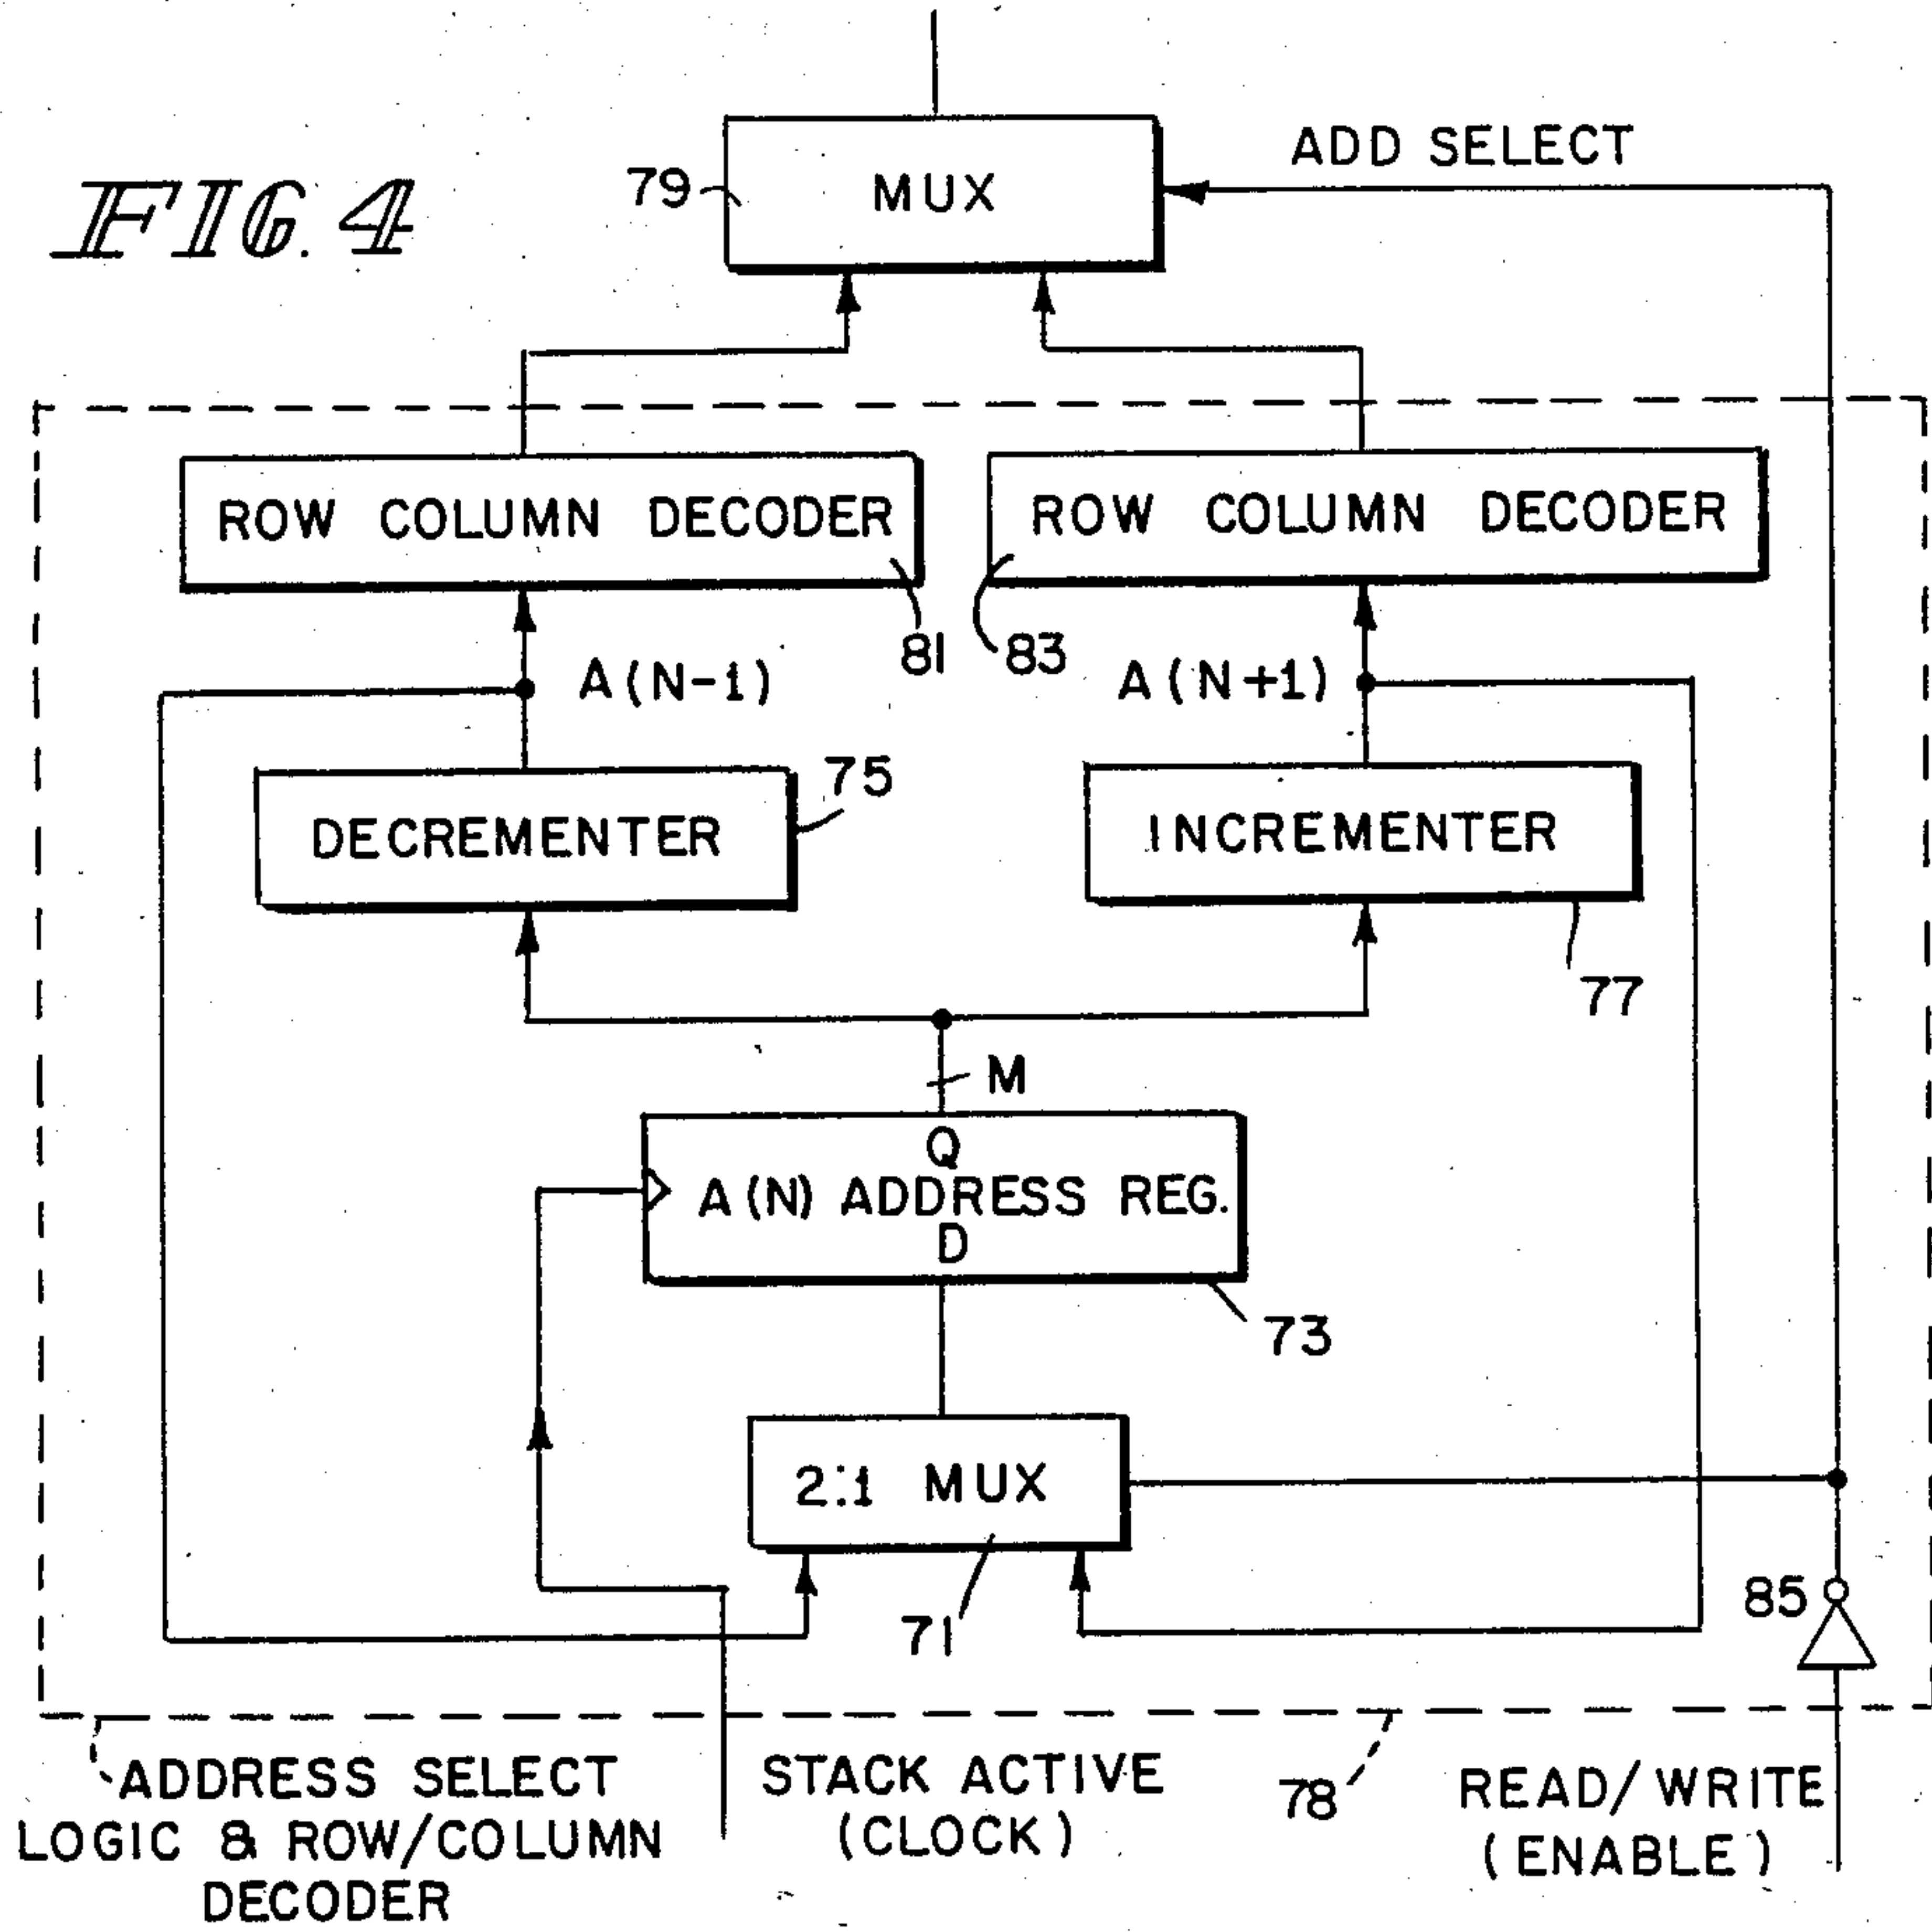 FIG. 4
79
MUX
ADD SELECT
ROW COLUMN DECODER
ROW COLUMN DECODER
81
83
A(N-1)
A(N+1)
75
DECREMENTER
INCREMENTER
77
M
Q
A(N) ADDRESS REG.
D
73
2:1 MUX
71
85
ADDRESS SELECT
LOGIC & ROW/COLUMN
DECODER
STACK ACTIVE
(CLOCK)
78
READ/WRITE
(ENABLE)